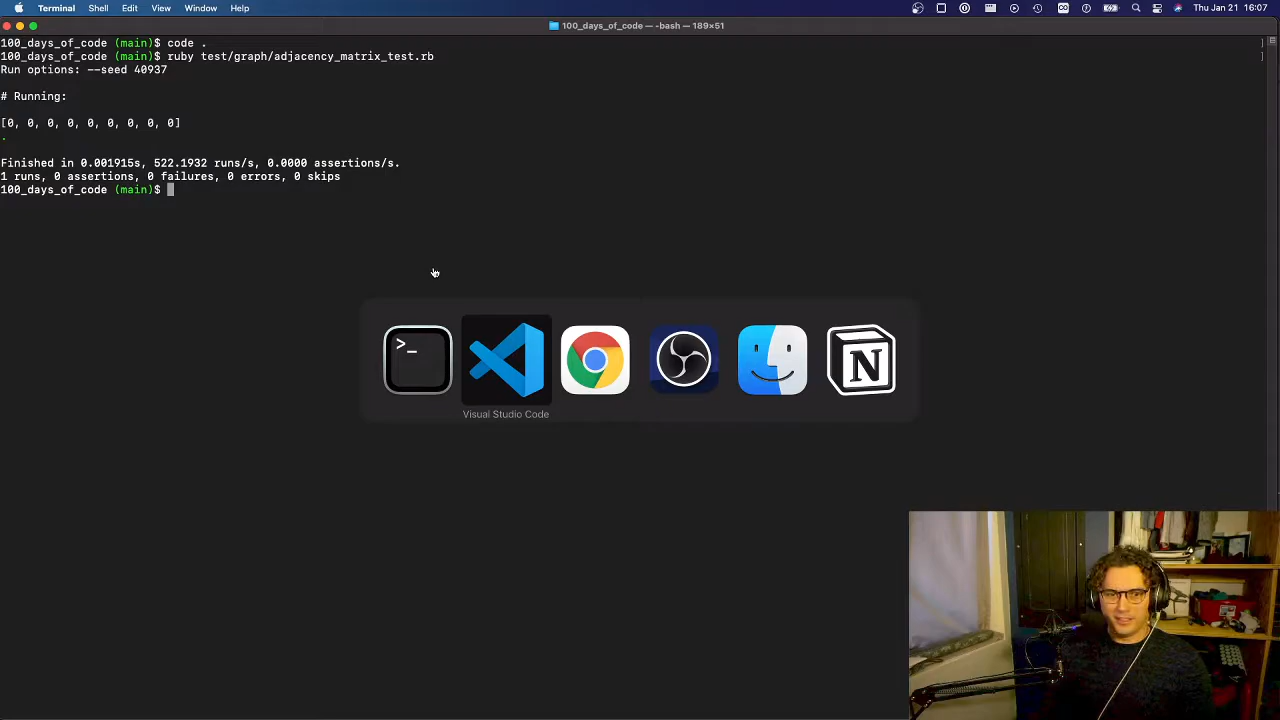 Terminal Shell Edit View Window Help Thu Jan 21 16:07
100_days_of_code — -bash — 189×51
100_days_of_code (main)$ code .
100_days_of_code (main)$ ruby test/graph/adjacency_matrix_test.rb
Run options: --seed 40937
# Running:
[0, 0, 0, 0, 0, 0, 0, 0, 0]
.
Finished in 0.001915s, 522.1932 runs/s, 0.0000 assertions/s.
1 runs, 0 assertions, 0 failures, 0 errors, 0 skips
100_days_of_code (main)$
>_
N
Visual Studio Code